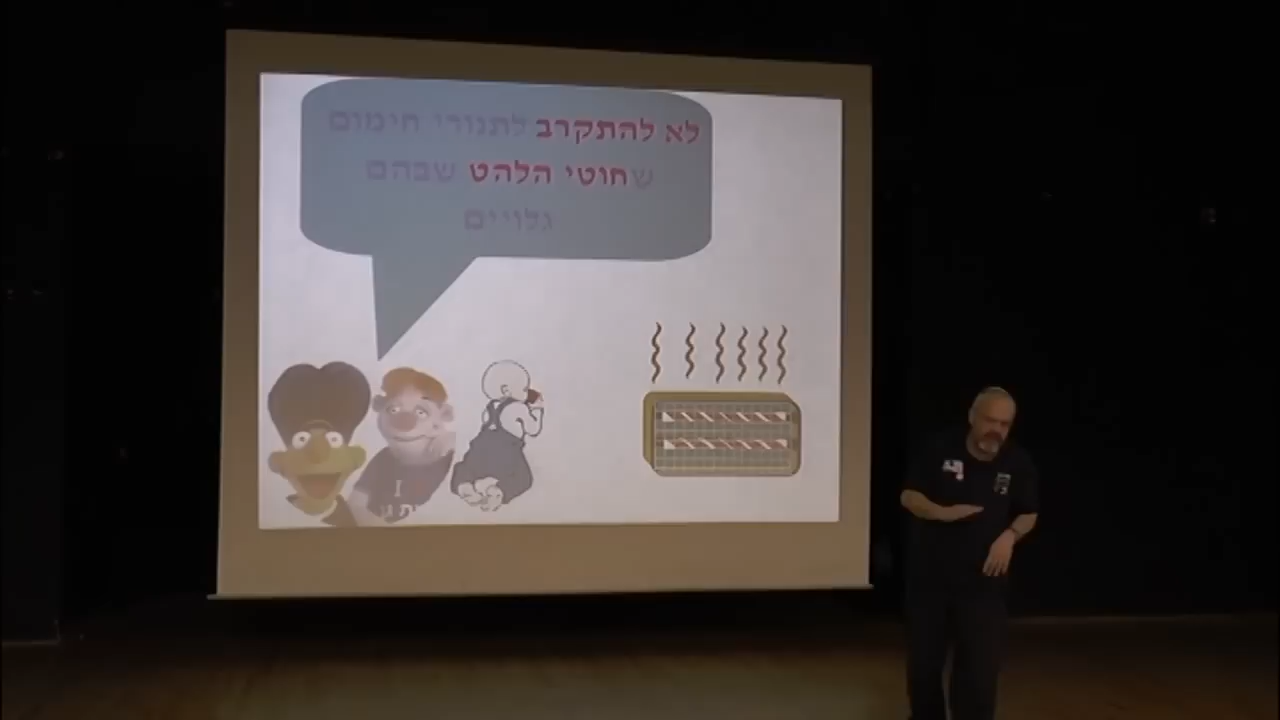 לא להתקרב לתנורי חימום
שחוטי הלהט שבהם
גלויים